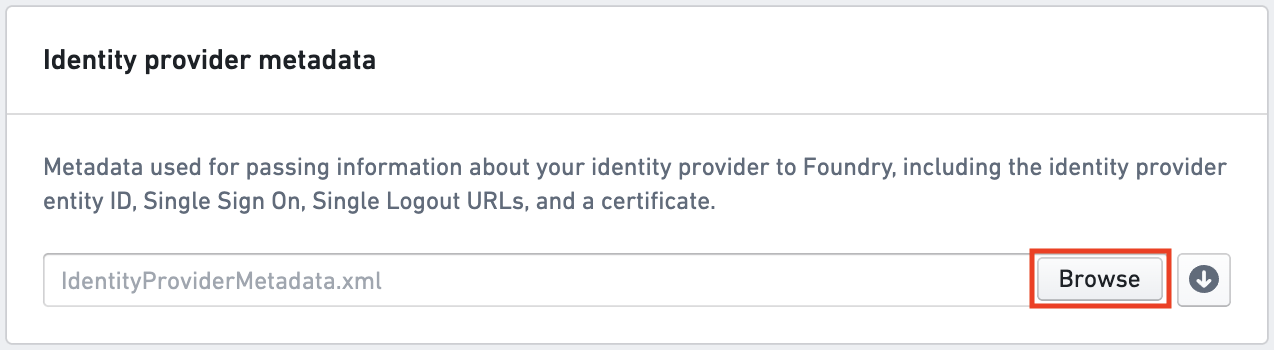 Identity provider metadata
Metadata used for passing information about your identity provider to Foundry, including the identity provider
entity ID, Single Sign On, Single Logout URLs, and a certificate.
IdentityProviderMetadata.xml Browse